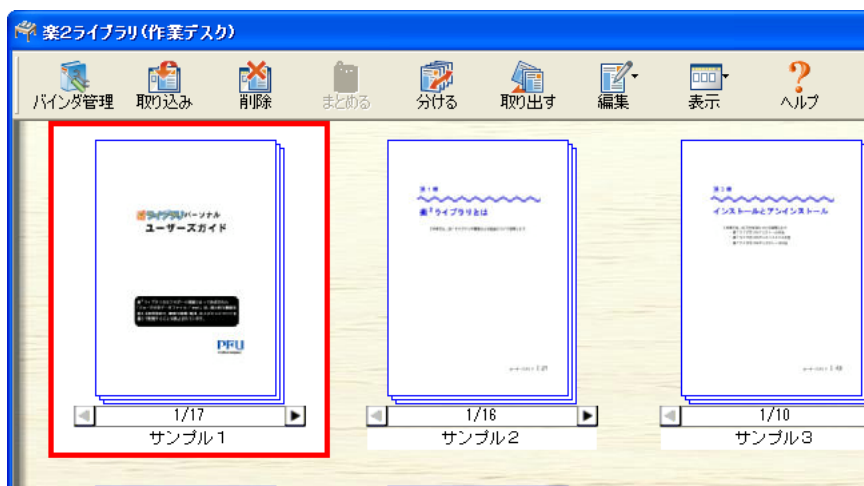 楽2ライブラリ(作業デスク)
バインダ管理 取り込み 削除 まとめる 分ける 取り出す 編集 表示 ヘルプ
楽²ライブラリパーソナル
ユーザーズガイド
PFU
1/17
サンプル1
第1章
楽²ライブラリとは
1/16
サンプル2
第2章
インストールとアンインストール
1/10
サンプル3